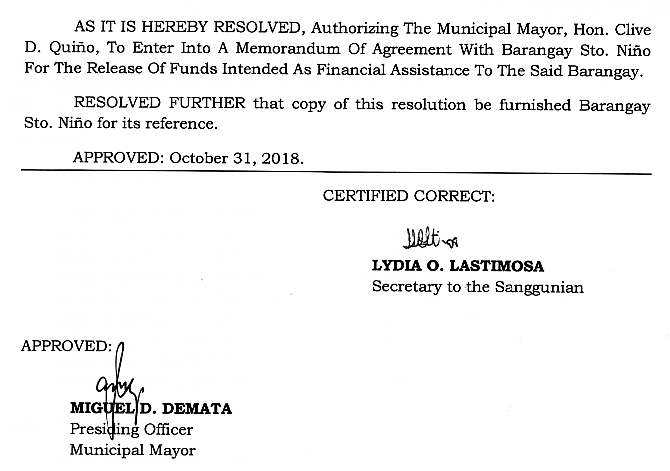 AS IT IS HEREBY RESOLVED, Authorizing The Municipal Mayor, Hon. Clive
D. Quiño, To Enter Into A Memorandum Of Agreement With Barangay Sto. Niño
For The Release Of Funds Intended As Financial Assistance To The Said Barangay.
RESOLVED FURTHER that copy of this resolution be furnished Barangay
Sto. Niño for its reference.
APPROVED: October 31, 2018.
CERTIFIED CORRECT:
LYDIA O. LASTIMOSA
Secretary to the Sanggunian
APPROVED:
MIGUEL D. DEMATA
Presiding Officer
Municipal Mayor